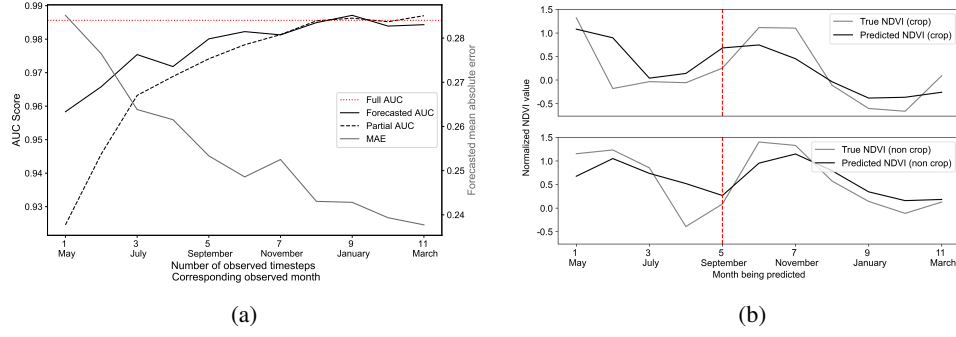 0.99
0.98
0.97
0.96
0.95
0.94
0.93
AUC Score
0.28
0.27
0.26
0.25
0.24
Forecasted mean absolute error
Full AUC
Forecasted AUC
Partial AUC
MAE
1 3 5 7 9 11
May July September November January March
Number of observed timesteps
Corresponding observed month
(a)
1.5
1.0
0.5
0.0
-0.5
True NDVI (crop)
Predicted NDVI (crop)
Normalized NDVI value
1.5
1.0
0.5
0.0
-0.5
True NDVI (non crop)
Predicted NDVI (non crop)
1 3 5 7 9 11
May July September November January March
Month being predicted
(b)